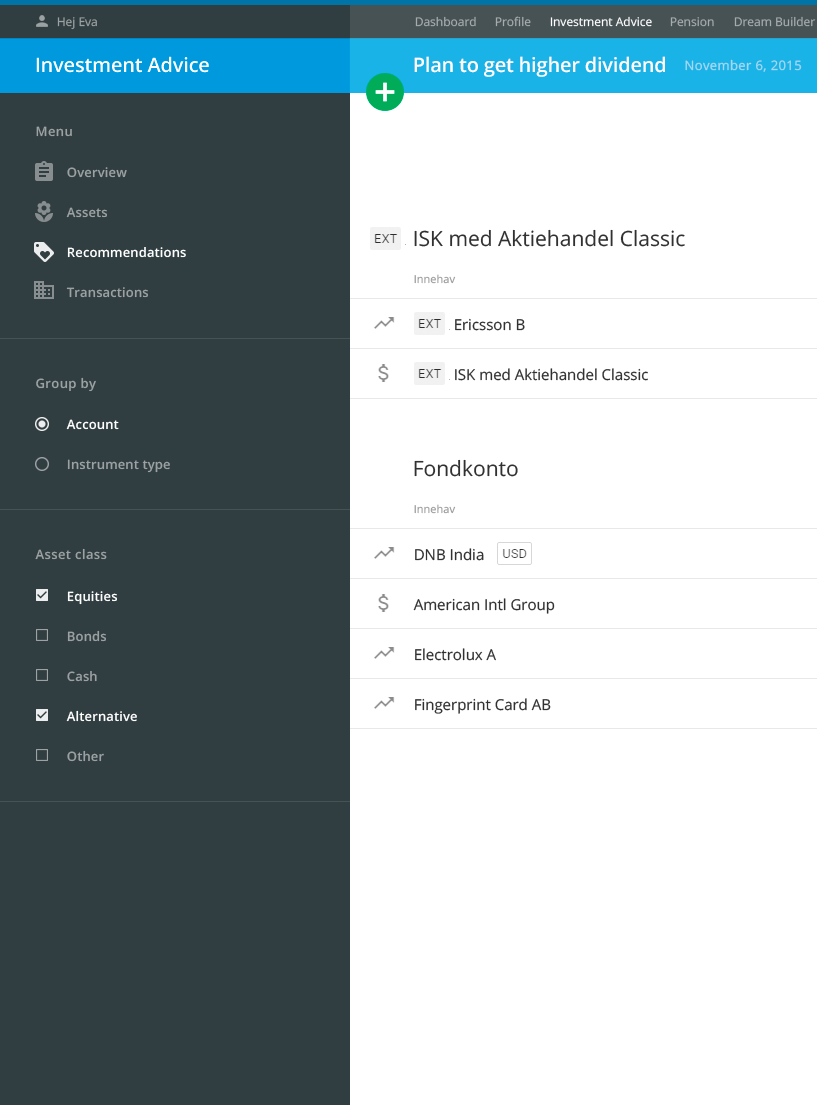 Hej Eva
Dashboard Profile Investment Advice Pension Dream Builder
Investment Advice
Plan to get higher dividend November 6, 2015
Menu
Overview
Assets
Recommendations
Transactions
Group by
Account
Instrument type
Asset class
Equities
Bonds
Cash
Alternative
Other
EXT ISK med Aktiehandel Classic
Innehav
EXT Ericsson B
$ EXT ISK med Aktiehandel Classic
Fondkonto
Innehav
DNB India USD
$ American Intl Group
Electrolux A
Fingerprint Card AB